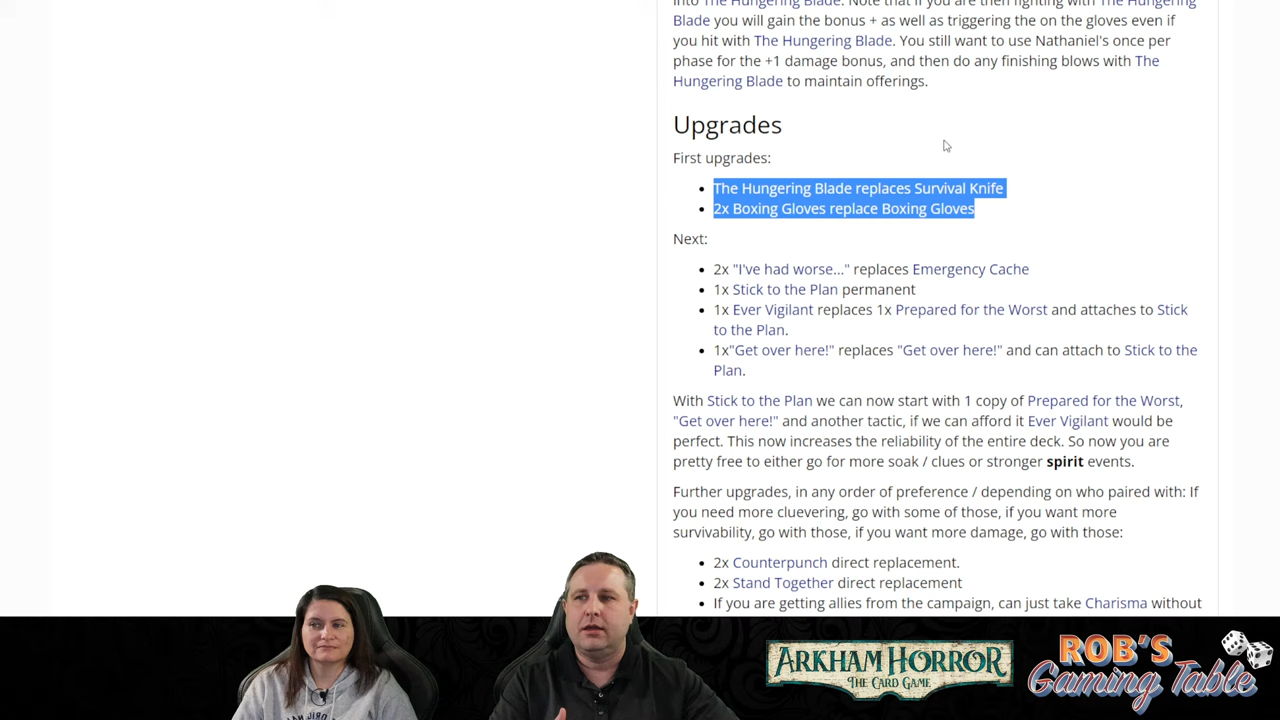 into The Hungering Blade. Note that if you are then fighting with The Hungering
Blade you will gain the bonus + as well as triggering the on the gloves even if
you hit with The Hungering Blade. You still want to use Nathaniel's once per
phase for the +1 damage bonus, and then do any finishing blows with The
Hungering Blade to maintain offerings.
Upgrades
First upgrades:
• The Hungering Blade replaces Survival Knife
• 2x Boxing Gloves replace Boxing Gloves
Next:
• 2x "I've had worse..." replaces Emergency Cache
• 1x Stick to the Plan permanent
• 1x Ever Vigilant replaces 1x Prepared for the Worst and attaches to Stick
to the Plan.
• 1x"Get over here!" replaces "Get over here!" and can attach to Stick to the
Plan.
With Stick to the Plan we can now start with 1 copy of Prepared for the Worst,
"Get over here!" and another tactic, if we can afford it Ever Vigilant would be
perfect. This now increases the reliability of the entire deck. So now you are
pretty free to either go for more soak / clues or stronger spirit events.
Further upgrades, in any order of preference / depending on who paired with: If
you need more cluevering, go with some of those, if you want more
survivability, go with those, if you want more damage, go with those:
• 2x Counterpunch direct replacement.
• 2x Stand Together direct replacement
• If you are getting allies from the campaign, can just take Charisma without
ARKHAM HORROR
THE CARD GAME
ROB'S
Gaming Table